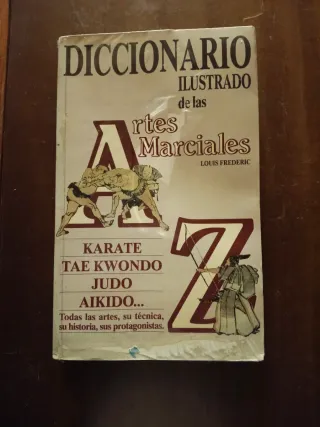 DICCIONARIO
ILUSTRADO
de las
Artes
Marciales
LOUIS FREDERIC
KARATE
TAE KWONDO
JUDO
AIKIDO...
Todas las artes, su técnica,
su historia, sus protagonistas.
Z